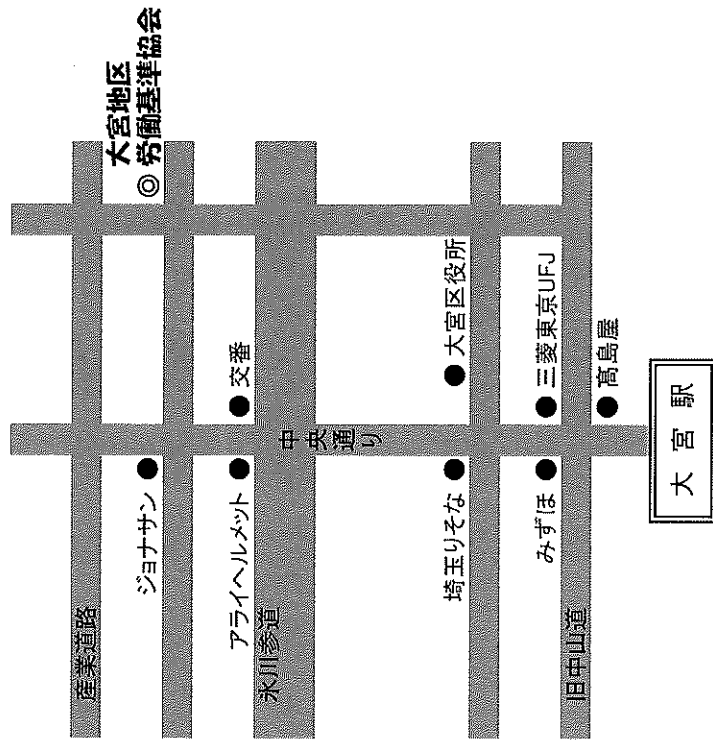 大宮地区
◎ 労働基準協会
産業道路
ジョナサン
アライヘルメット
交番
氷川参道
中央通り
埼玉りそな
大宮区役所
みずほ
三菱東京UFJ
旧中山道
髙島屋
大宮駅